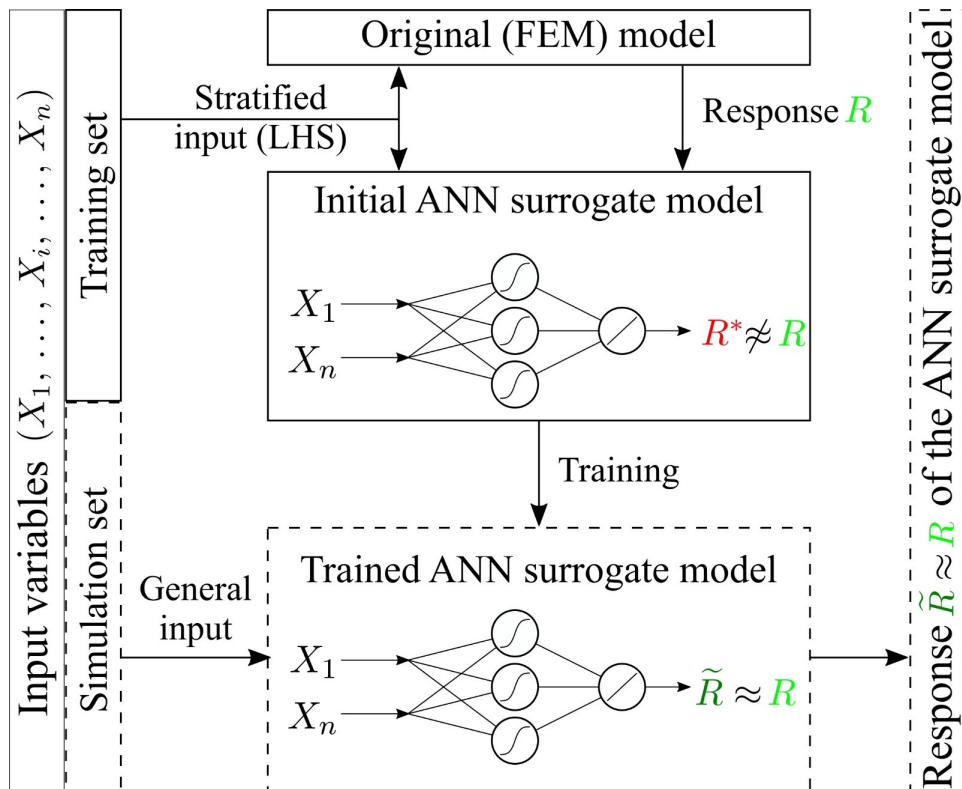 Original (FEM) model
Stratified
input (LHS)
Response R
Input variables (X₁, ..., Xᵢ, ..., Xₙ)
Training set
Initial ANN surrogate model
X₁
Xₙ
R* ≉ R
Training
Simulation set
General
input
Trained ANN surrogate model
X₁
Xₙ
R̃ ≈ R
Response R̃ ≈ R of the ANN surrogate model